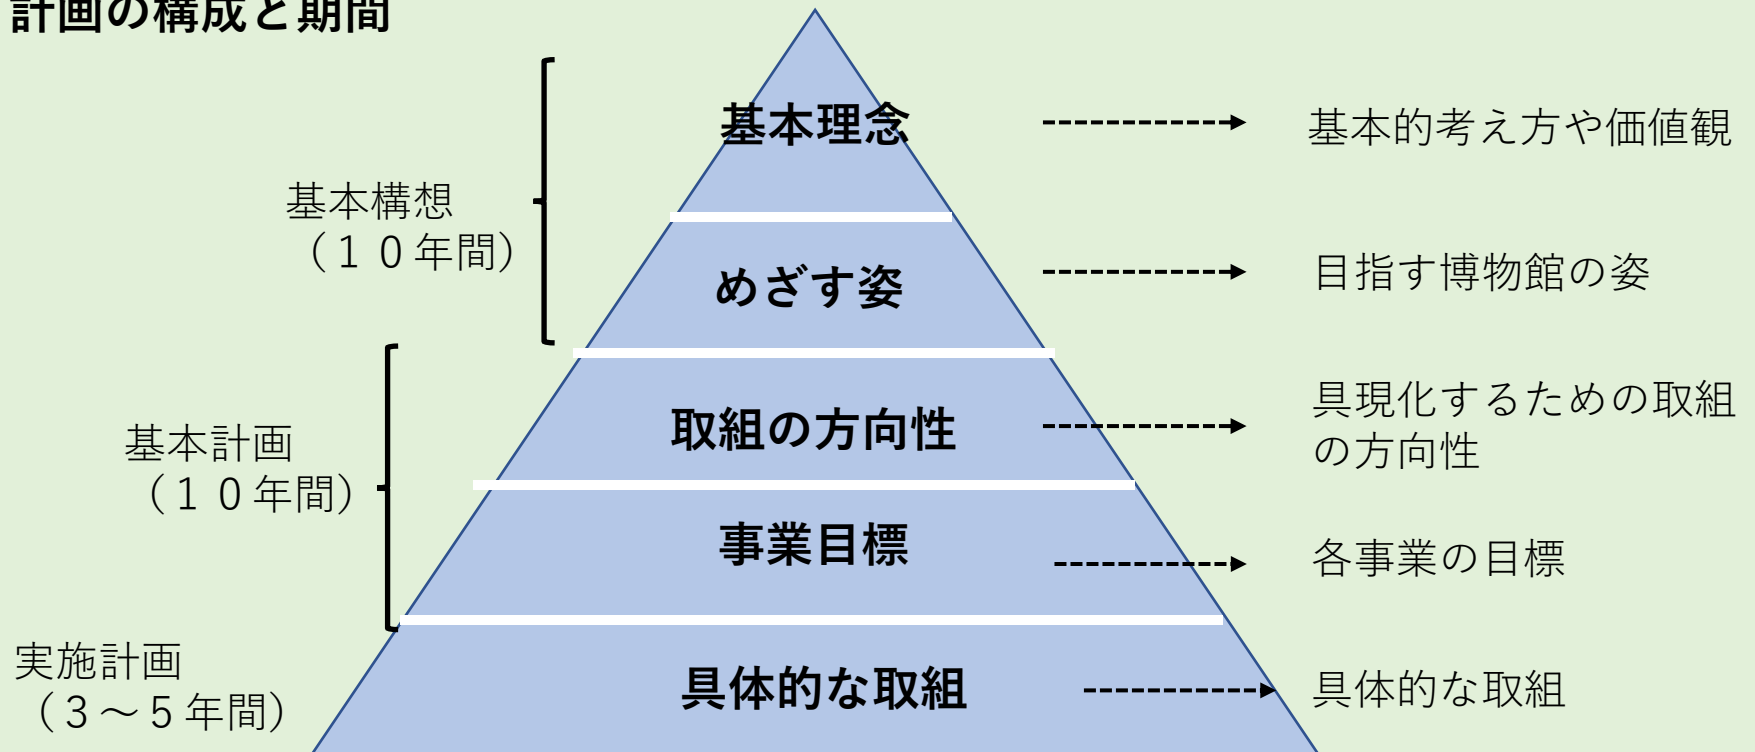 計画の構成と期間
基本理念
基本的考え方や価値観
基本構想
（１０年間）
めざす姿
目指す博物館の姿
取組の方向性
具現化するための取組
の方向性
基本計画
（１０年間）
事業目標
各事業の目標
実施計画
（３～５年間）
具体的な取組
具体的な取組